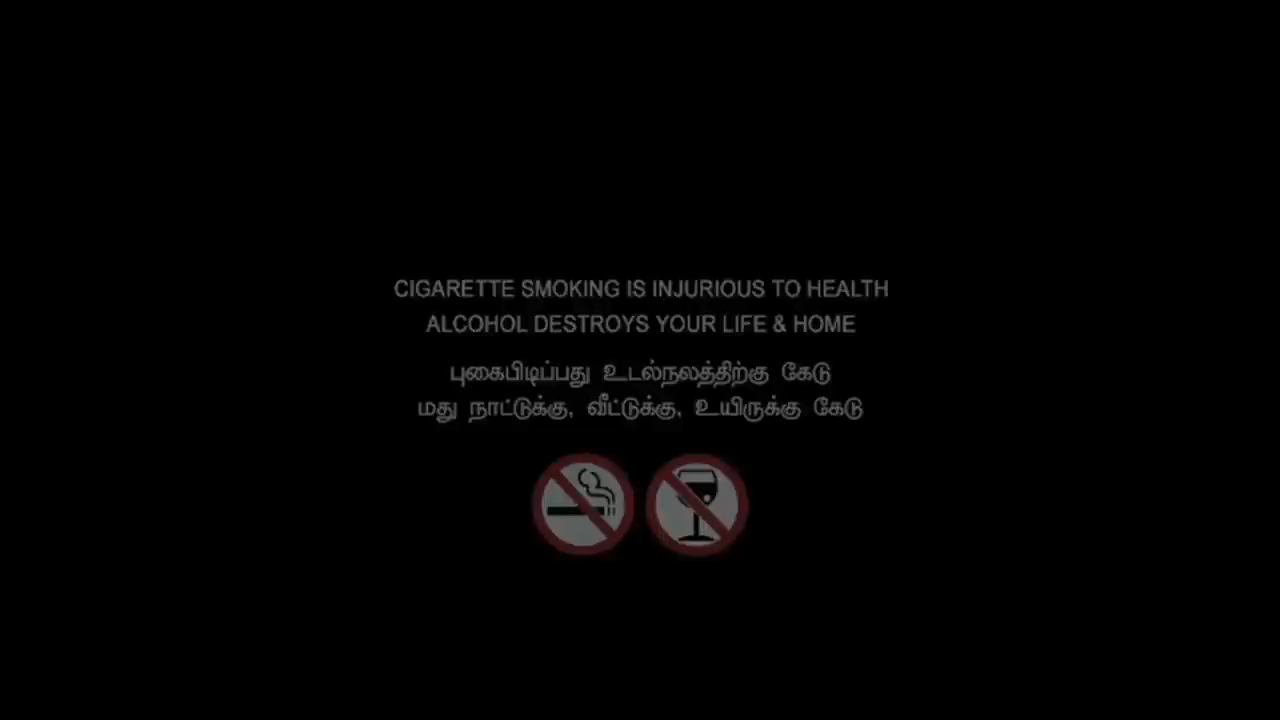 CIGARETTE SMOKING IS INJURIOUS TO HEALTH
ALCOHOL DESTROYS YOUR LIFE & HOME
புகைபிடிப்பது உடல்நலத்திற்கு கேடு
மது நாட்டுக்கு, வீட்டுக்கு, உயிருக்கு கேடு